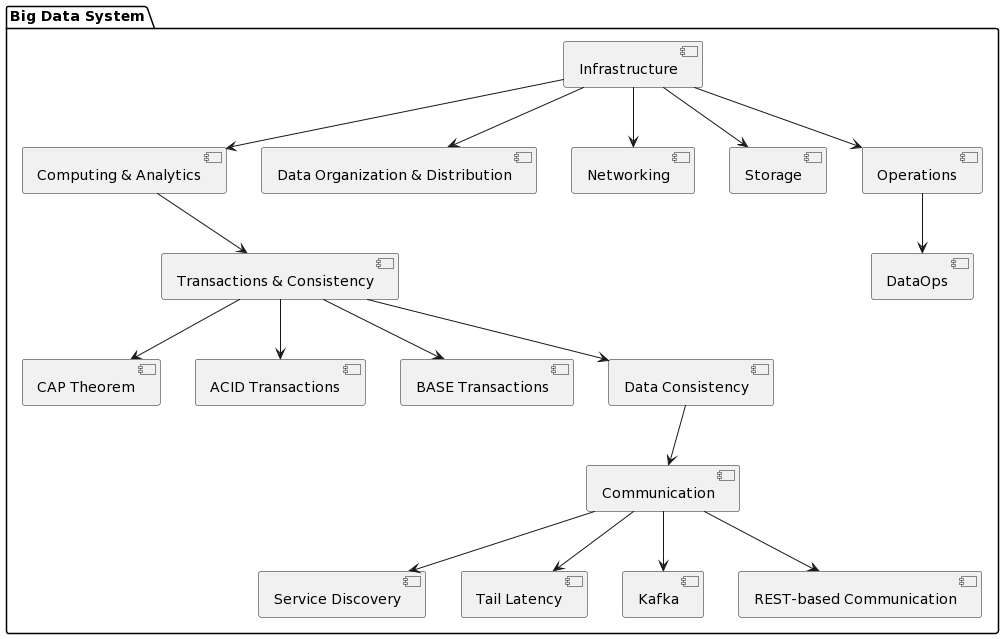 Big Data System
Infrastructure
Computing & Analytics
Data Organization & Distribution
Networking
Storage
Operations
Transactions & Consistency
DataOps
CAP Theorem
ACID Transactions
BASE Transactions
Data Consistency
Communication
Service Discovery
Tail Latency
Kafka
REST-based Communication